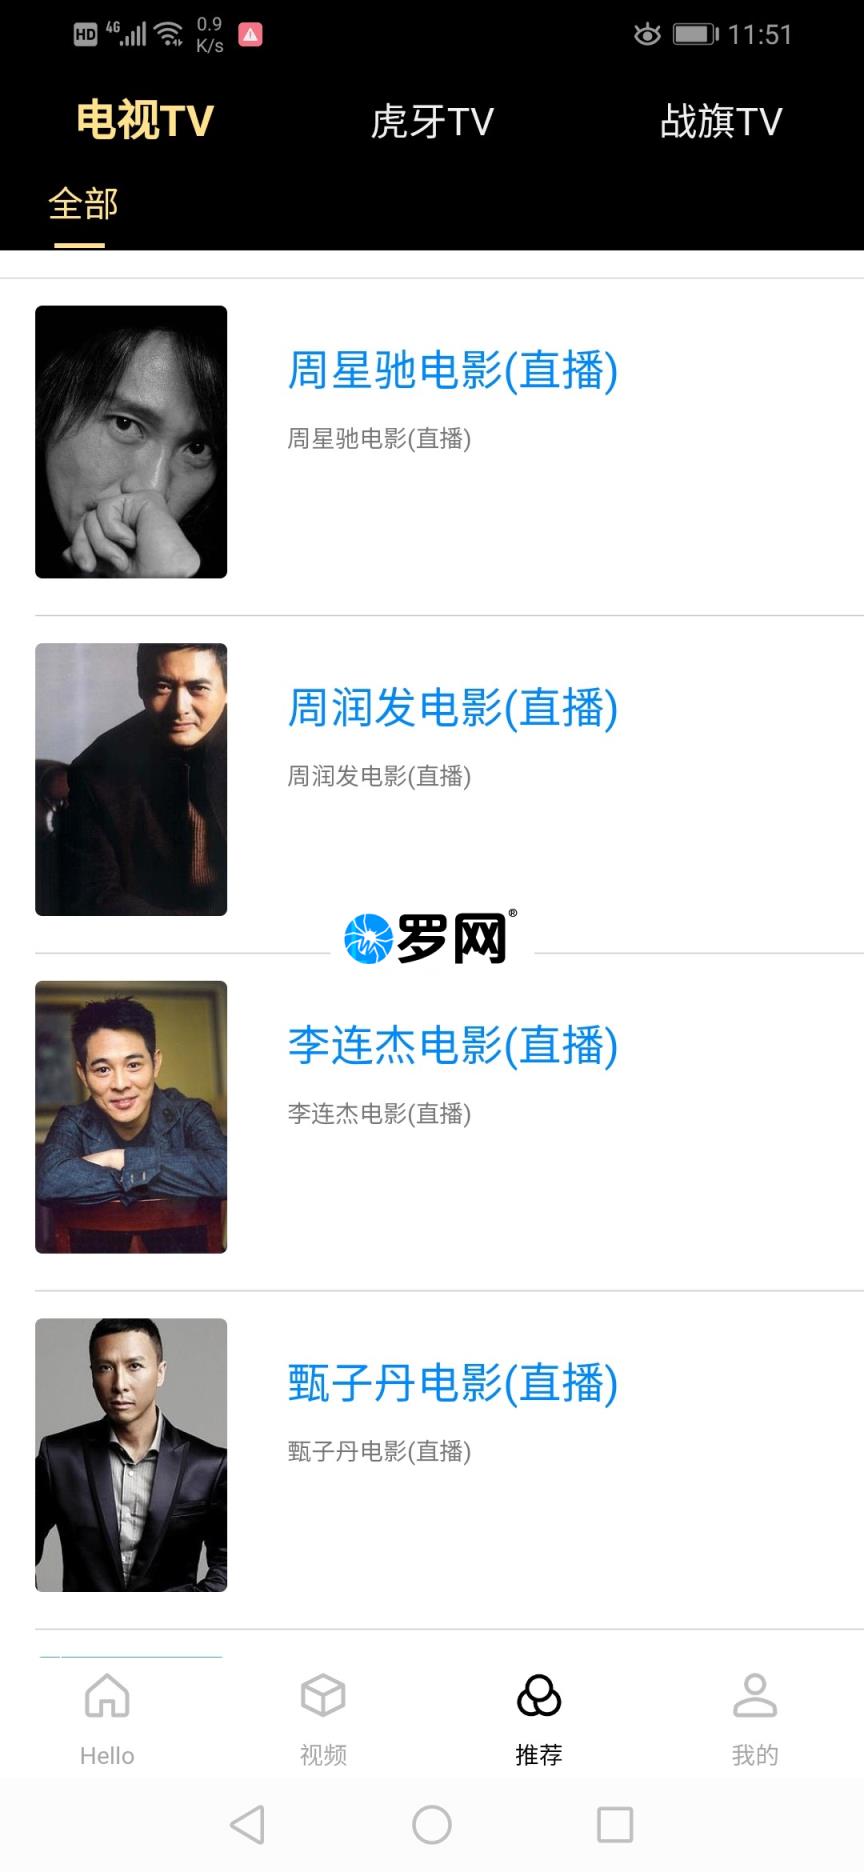 HD 4G 0.9 K/s 11:51
电视TV 虎牙TV 战旗TV
全部
周星驰电影(直播)
周星驰电影(直播)
周润发电影(直播)
周润发电影(直播)
罗网®
李连杰电影(直播)
李连杰电影(直播)
甄子丹电影(直播)
甄子丹电影(直播)
Hello 视频 推荐 我的